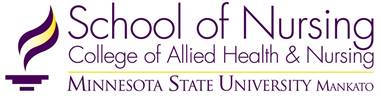 School of Nursing
College of Allied Health & Nursing
MINNESOTA STATE UNIVERSITY MANKATO